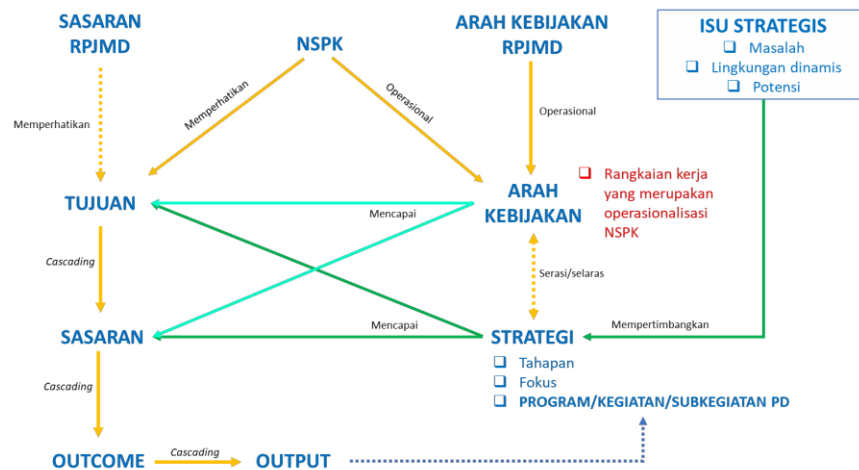 SASARAN
RPJMD
NSPK
ARAH KEBIJAKAN
RPJMD
ISU STRATEGIS
❑ Masalah
❑ Lingkungan dinamis
❑ Potensi
Memperhatikan
Memperhatikan
Operasional
Operasional
TUJUAN
Mencapai
ARAH
KEBIJAKAN
❑ Rangkaian kerja
yang merupakan
operasionalisasi
NSPK
Cascading
Serasi/selaras
SASARAN
Mencapai
STRATEGI
Mempertimbangkan
❑ Tahapan
❑ Fokus
❑ PROGRAM/KEGIATAN/SUBKEGIATAN PD
Cascading
OUTCOME
Cascading
OUTPUT